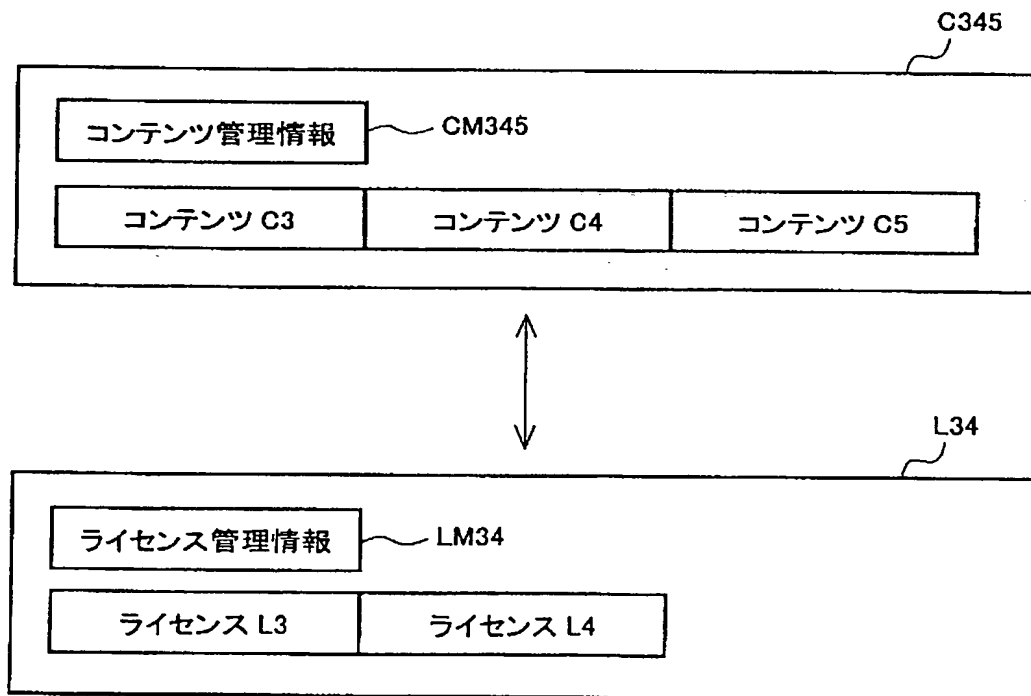 C345
コンテンツ管理情報
CM345
コンテンツ C3
コンテンツ C4
コンテンツ C5
L34
ライセンス管理情報
LM34
ライセンス L3
ライセンス L4